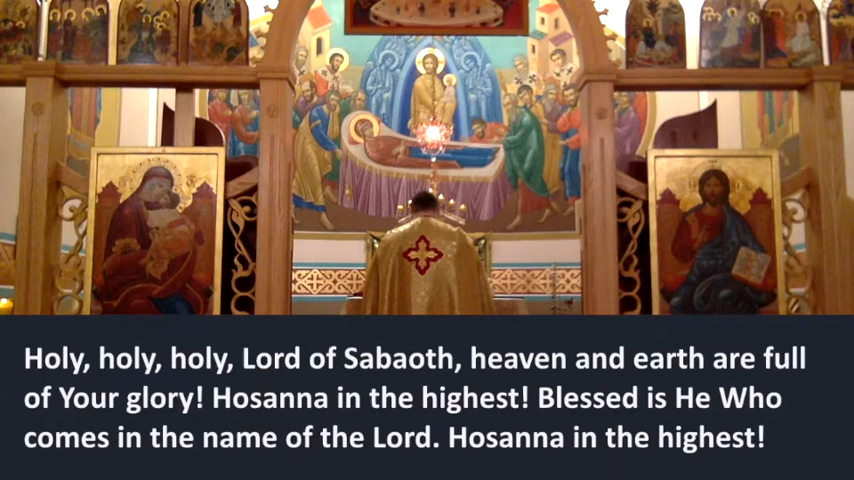 Holy, holy, holy, Lord of Sabaoth, heaven and earth are full
of Your glory! Hosanna in the highest! Blessed is He Who
comes in the name of the Lord. Hosanna in the highest!